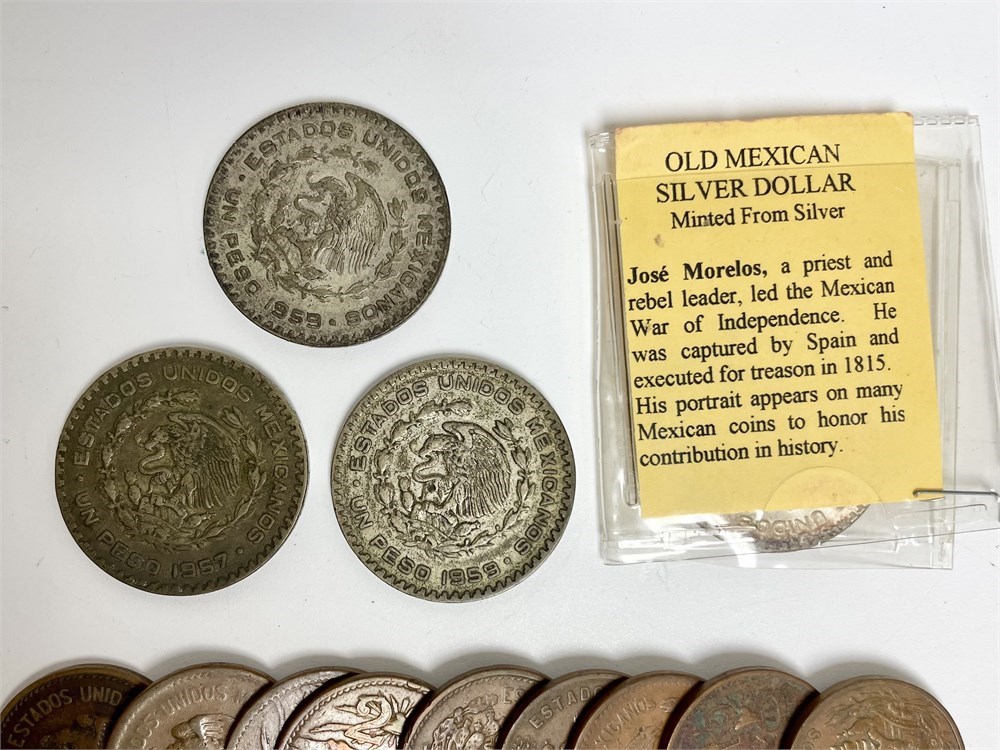 ESTADOS UNIDOS MEXICANOS
UN PESO 1959
ESTADOS UNIDOS MEXICANOS
UN PESO 1957
ESTADOS UNIDOS MEXICANOS
UN PESO 1959
OLD MEXICAN
SILVER DOLLAR
Minted From Silver
José Morelos, a priest and
rebel leader, led the Mexican
War of Independence. He
was captured by Spain and
executed for treason in 1815.
His portrait appears on many
Mexican coins to honor his
contribution in history.
UNIDOS
ESTADOS UNID
UNIDOS
ESTADOS